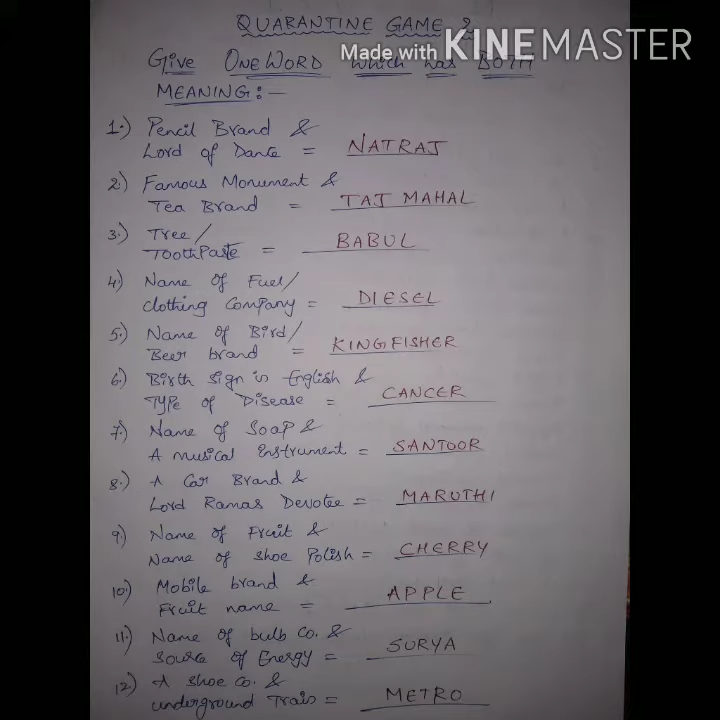 QUARANTINE GAME 2
Made with KINEMASTER
GIVE ONE WORD which has BOTH
MEANING:-
1.) Pencil Brand &
Lord of Dance = NATRAJ
2.) Famous Monument &
Tea Brand = TAJ MAHAL
3.) Tree/
ToothPaste = BABUL
4.) Name of Fuel/
clothing company = DIESEL
5.) Name of Bird/
Beer brand = KINGFISHER
6.) Birth sign in English &
Type of Disease = CANCER
7.) Name of Soap &
A musical instrument = SANTOOR
8.) A Car Brand &
Lord Ramas Devotee = MARUTHI
9) Name of Fruit &
Name of shoe Polish = CHERRY
10.) Mobile brand &
Fruit name = APPLE
11.) Name of bulb co. &
Source of Energy = SURYA
12.) A shoe co. &
underground Train = METRO